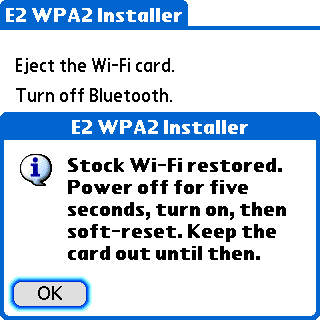 E2 WPA2 Installer
Eject the Wi-Fi card.
Turn off Bluetooth.
E2 WPA2 Installer
Stock Wi-Fi restored.
Power off for five
seconds, turn on, then
soft-reset. Keep the
card out until then.
OK